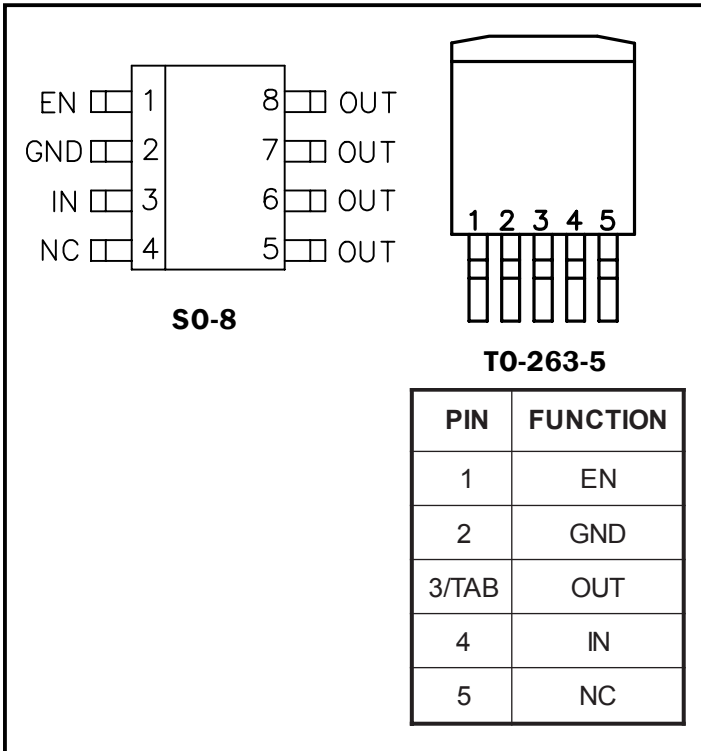 EN 1 8 OUT
GND 2 7 OUT
IN 3 6 OUT
NC 4 5 OUT
SO-8
1 2 3 4 5
TO-263-5
PIN FUNCTION
1 EN
2 GND
3/TAB OUT
4 IN
5 NC